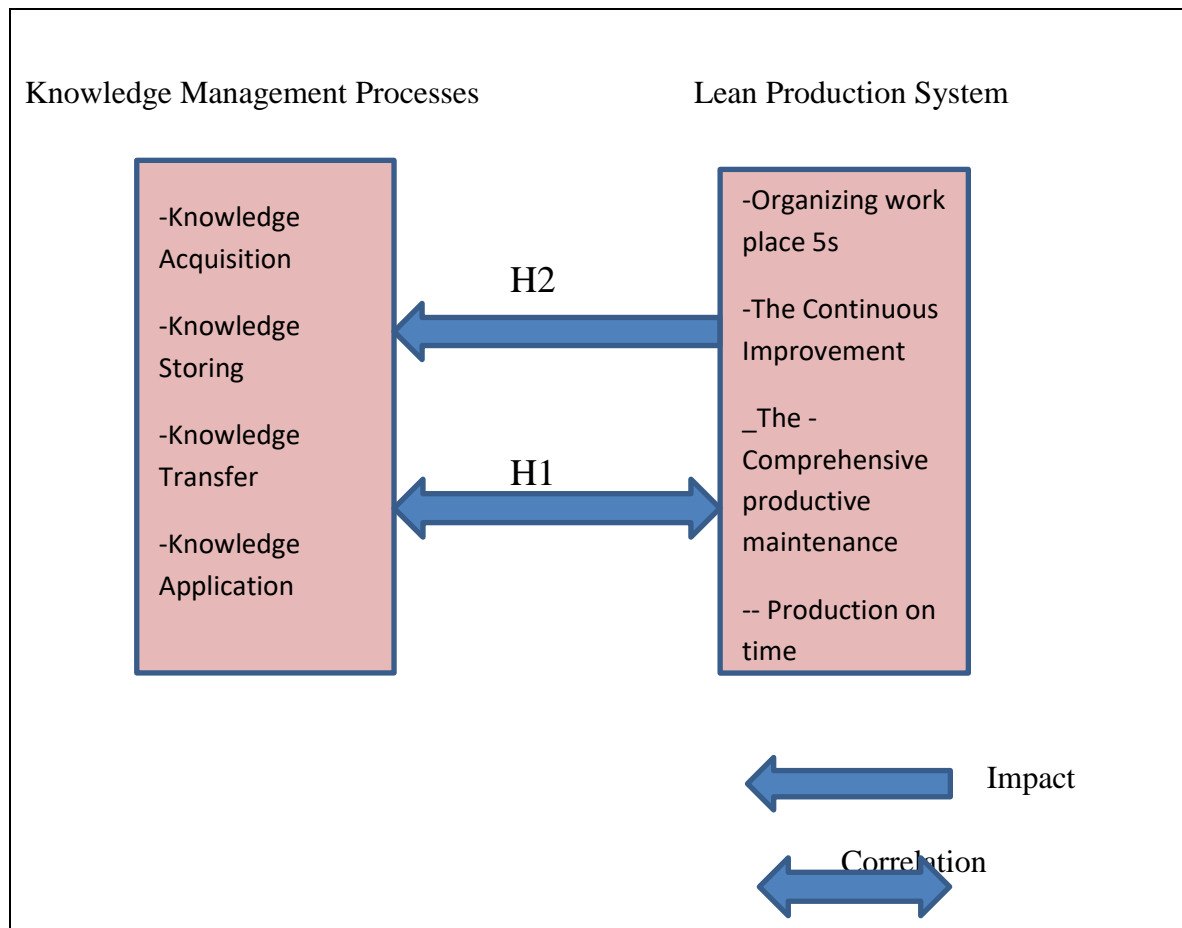 Knowledge Management Processes
Lean Production System
-Knowledge
Acquisition
-Knowledge
Storing
-Knowledge
Transfer
-Knowledge
Application
H2
H1
-Organizing work
place 5s
-The Continuous
Improvement
_The -
Comprehensive
productive
maintenance
-- Production on
time
Impact
Correlation